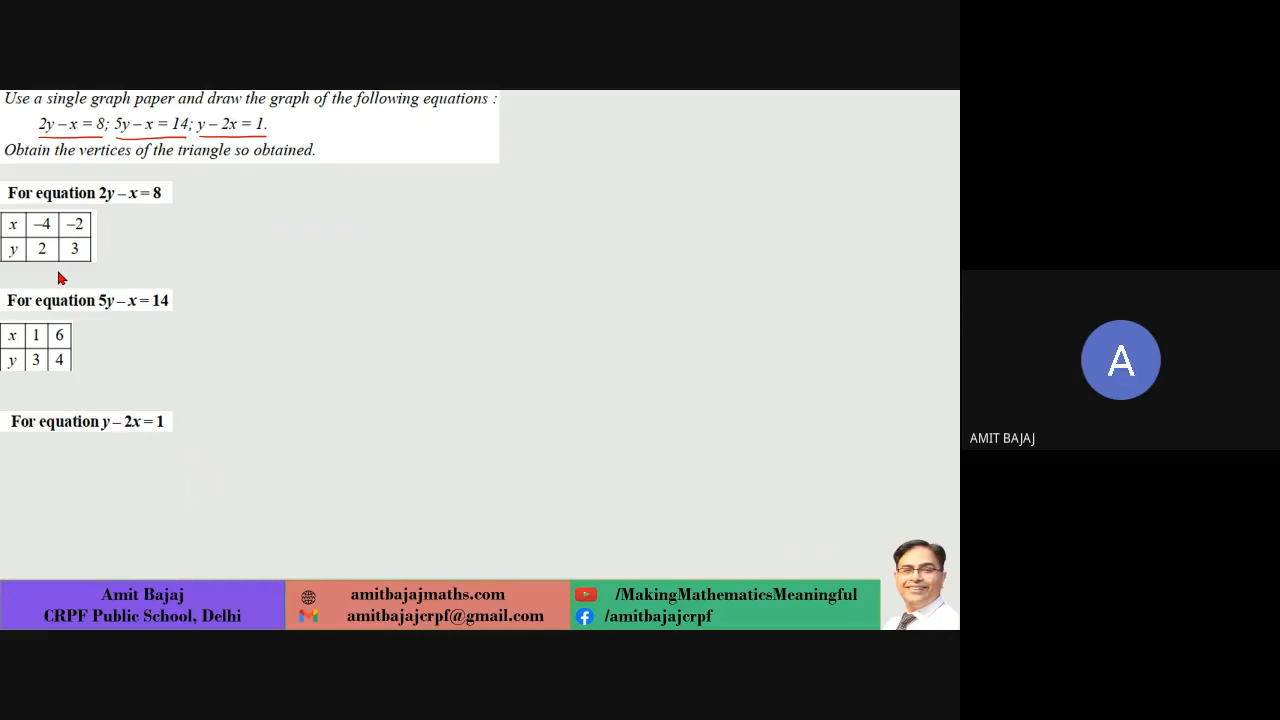 Use a single graph paper and draw the graph of the following equations :
2y – x = 8; 5y – x = 14; y – 2x = 1.
Obtain the vertices of the triangle so obtained.
For equation 2y – x = 8
x –4 –2
y 2 3
For equation 5y – x = 14
x 1 6
y 3 4
For equation y – 2x = 1
A
AMIT BAJAJ
Amit Bajaj
CRPF Public School, Delhi
amitbajajmaths.com
amitbajajcrpf@gmail.com
/MakingMathematicsMeaningful
/amitbajajcrpf